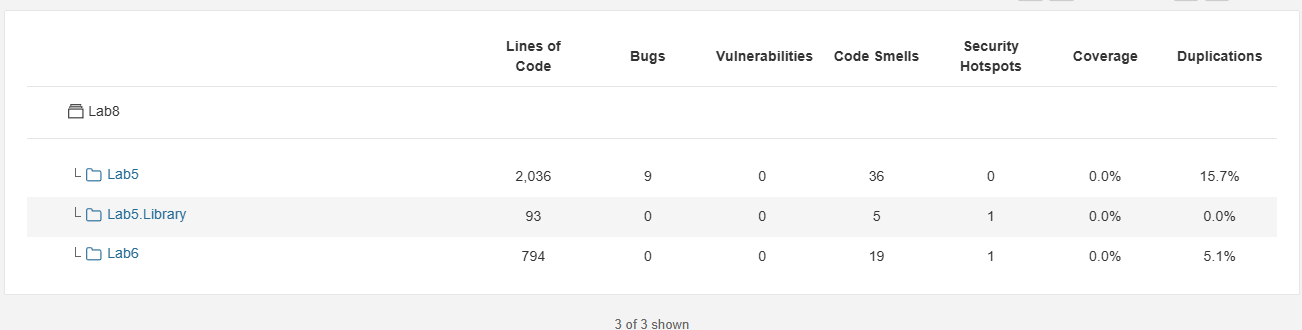 Lines of Code Bugs Vulnerabilities Code Smells Security Hotspots Coverage Duplications
Lab8
Lab5 2,036 9 0 36 0 0.0% 15.7%
Lab5.Library 93 0 0 5 1 0.0% 0.0%
Lab6 794 0 0 19 1 0.0% 5.1%
3 of 3 shown